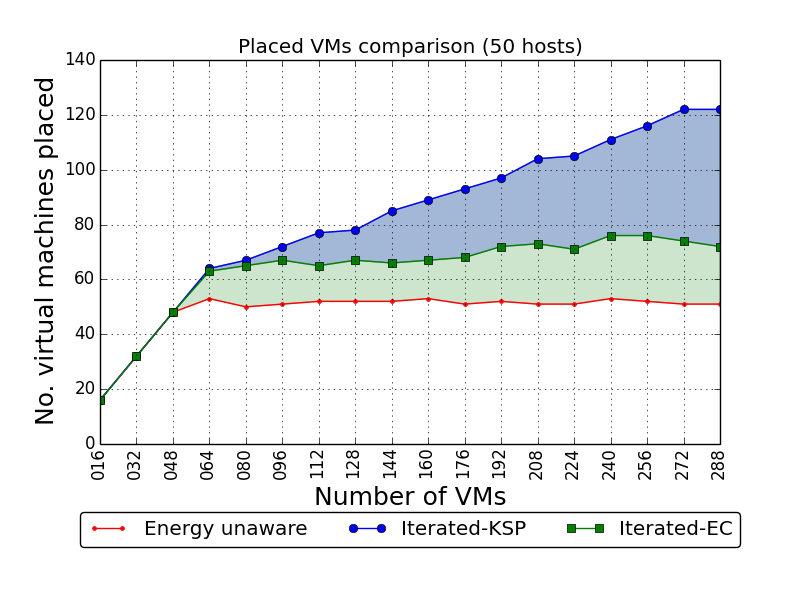 Placed VMs comparison (50 hosts)
No. virtual machines placed
140
120
100
80
60
40
20
0
016 032 048 064 080 096 112 128 144 160 176 192 208 224 240 256 272 288
Number of VMs
Energy unaware Iterated-KSP Iterated-EC